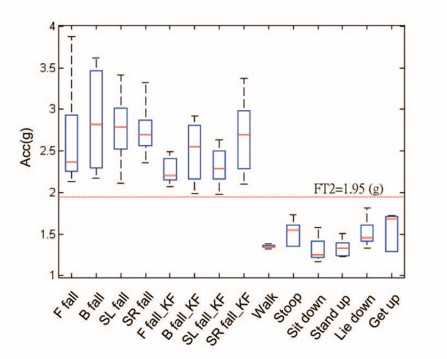 4
3.5
3
2.5
2
1.5
1
Acc(g)
FT2=1.95 (g)
F fall
B fall
SL fall
SR fall
F fall_KF
B fall_KF
SL fall_KF
SR fall_KF
Walk
Stoop
Sit down
Stand up
Lie down
Get up